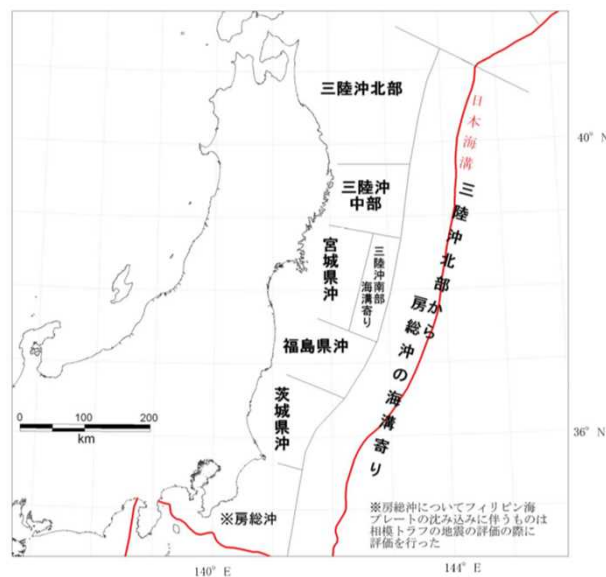 三陸沖北部
日本海溝
40° N
三陸沖
中部
三陸沖北部から
房総沖の海溝寄り
宮城県沖
三陸沖南部
海溝寄り
福島県沖
茨城県沖
0 100 200
km
36° N
※房総沖
※房総沖についてフィリピン海
プレートの沈み込みに伴うものは
相模トラフの地震の評価の際に
評価を行った
140° E
144° E